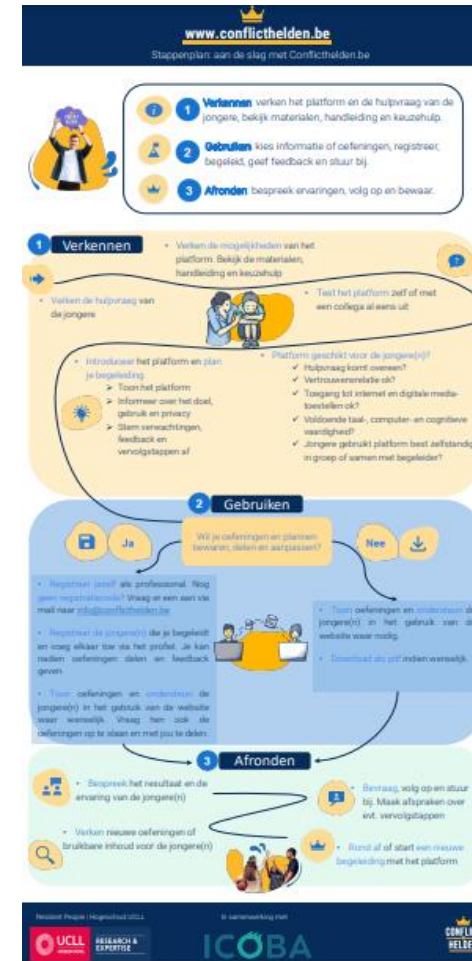 www.conflicthelden.be
Stappenplan: aan de slag met Conflicthelden.be
1 Verkennen: verken het platform en de hulpvraag van de
jongere, bekijk materialen, handleiding en keuzehulp.
2 Gebruiken: kies informatie of oefeningen, registreer,
begeleid, geef feedback en stuur bij.
3 Afronden: bespreek ervaringen, volg op en bewaar.
1 Verkennen
• Verken de mogelijkheden van het
platform. Bekijk de materialen,
handleiding en keuzehulp
• Verken de hulpvraag van
de jongere
• Test het platform zelf of met
een collega al eens uit
• Introduceer het platform en plan
je begeleiding:
➢ Toon het platform
➢ Informeer over het doel,
gebruik en privacy
➢ Stem verwachtingen,
feedback en
vervolgstappen af
• Platform geschikt voor de jongere(n)?
✓ Hulpvraag komt overeen?
✓ Vertrouwensrelatie ok?
✓ Toegang tot internet en digitale media-
toestellen ok?
✓ Voldoende taal-, computer- en cognitieve
vaardigheid?
✓ Jongere gebruikt platform best zelfstandig,
in groep of samen met begeleider?
2 Gebruiken
Ja
Wil je oefeningen en plannen
bewaren, delen en aanpassen?
Nee
• Registreer jezelf als professional. Nog
geen registratiecode? Vraag er een aan via
mail naar info@conflicthelden.be
• Registreer de jongere(n) die je begeleidt
en voeg elkaar toe via het profiel. Je kan
nadien oefeningen delen en feedback
geven
• Toon oefeningen en ondersteun de
jongere(n) in het gebruik van de website
waar wenselijk. Vraag hen ook de
oefeningen op te slaan en met jou te delen.
• Toon oefeningen en ondersteun de
jongere(n) in het gebruik van de
website waar nodig.
• Download als pdf indien wenselijk.
3 Afronden
• Bespreek het resultaat en de
ervaring van de jongere(n)
• Bevraag, volg op en stuur
bij. Maak afspraken over
evt. vervolgstappen
• Verken nieuwe oefeningen of
bruikbare inhoud voor de jongere(n)
• Rond af of start een nieuwe
begeleiding met het platform
Resilient People | Hogeschool UCLL
In samenwerking met
UCLL
RESEARCH &
EXPERTISE
ICOBA